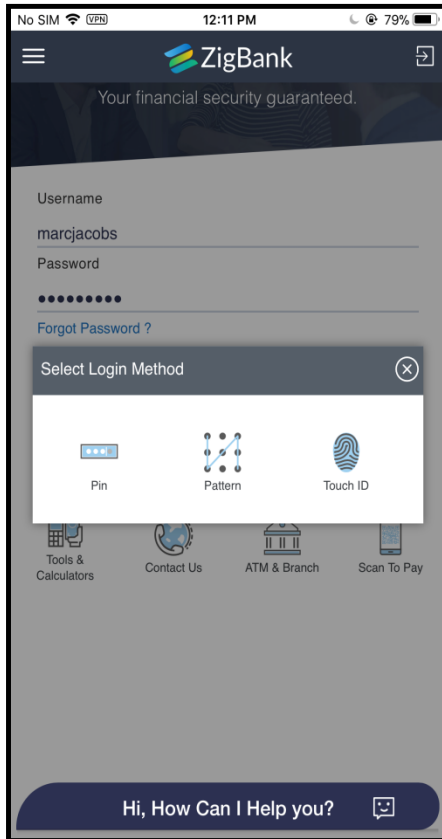 No SIM VPN 12:11 PM 79%
ZigBank
Your financial security guaranteed.
Username
marcjacobs
Password
•••••••••
Forgot Password ?
Select Login Method
Pin Pattern Touch ID
Tools &
Calculators Contact Us ATM & Branch Scan To Pay
Hi, How Can I Help you?